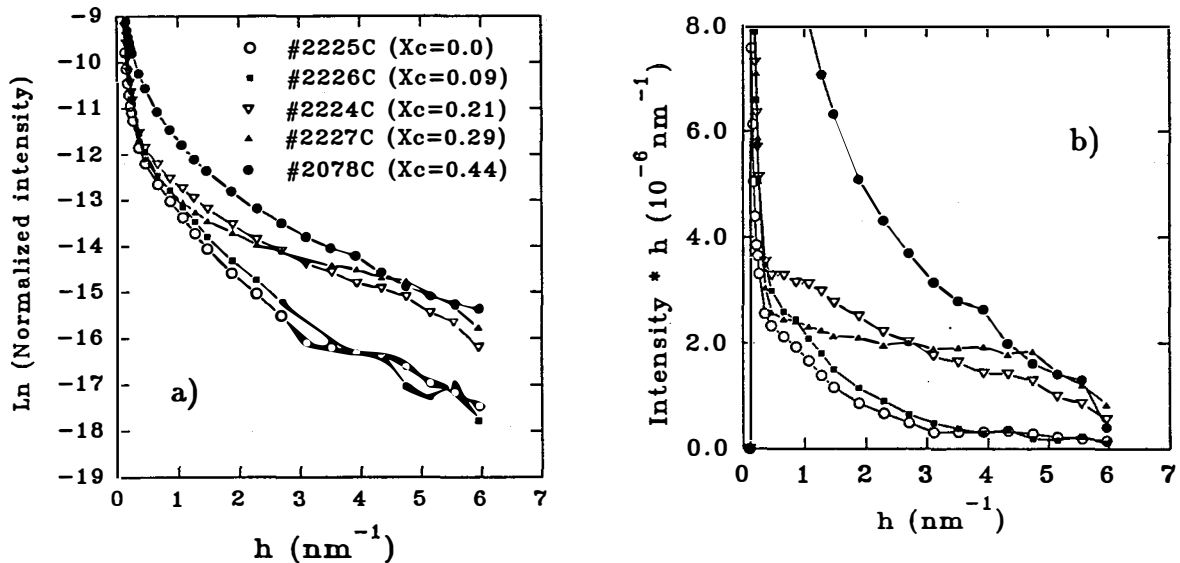 Ln (Normalized intensity)
-9
-10
-11
-12
-13
-14
-15
-16
-17
-18
-19
#2225C (Xc=0.0)
#2226C (Xc=0.09)
#2224C (Xc=0.21)
#2227C (Xc=0.29)
#2078C (Xc=0.44)
a)
0 1 2 3 4 5 6 7
h (nm⁻¹)
Intensity * h (10⁻⁶ nm⁻¹)
8.0
6.0
4.0
2.0
0.0
b)
0 1 2 3 4 5 6 7
h (nm⁻¹)